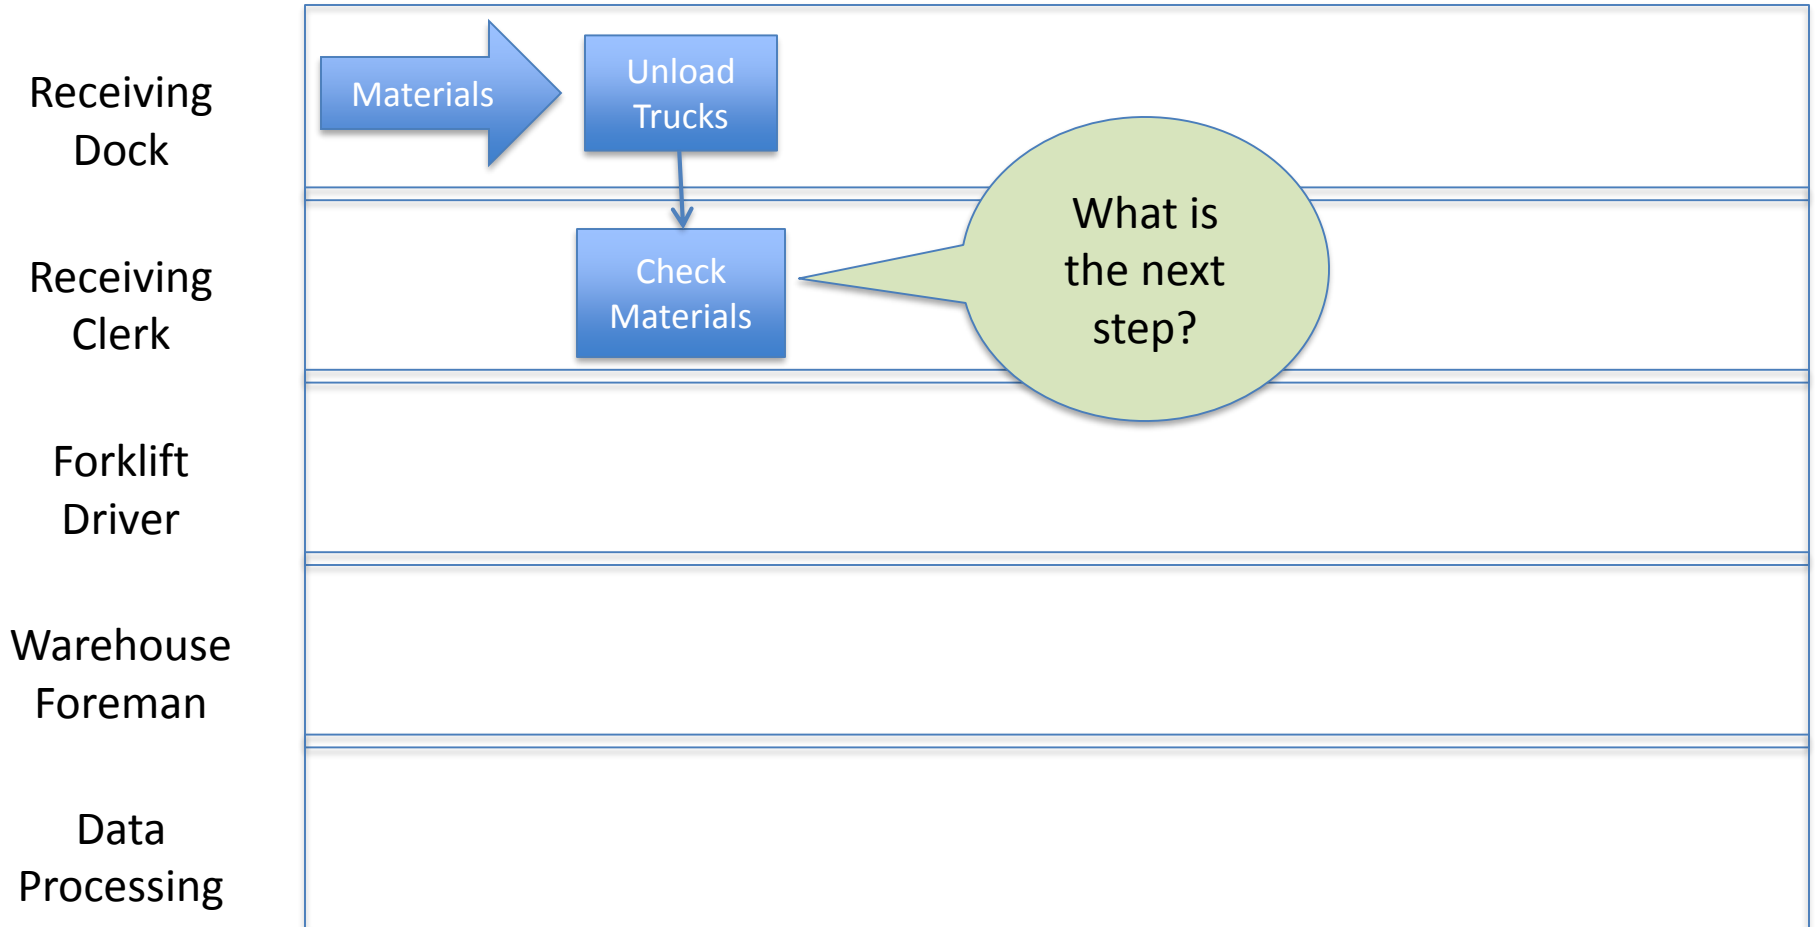 Receiving
Dock
Materials
Unload
Trucks
Receiving
Clerk
Check
Materials
What is
the next
step?
Forklift
Driver
Warehouse
Foreman
Data
Processing